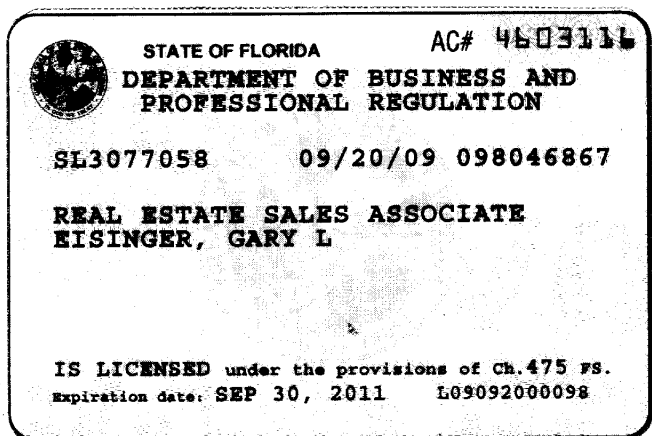 STATE OF FLORIDA AC# 4603116
DEPARTMENT OF BUSINESS AND
PROFESSIONAL REGULATION
SL3077058 09/20/09 098046867
REAL ESTATE SALES ASSOCIATE
EISINGER, GARY L
IS LICENSED under the provisions of Ch.475 FS.
Expiration date: SEP 30, 2011 L09092000098